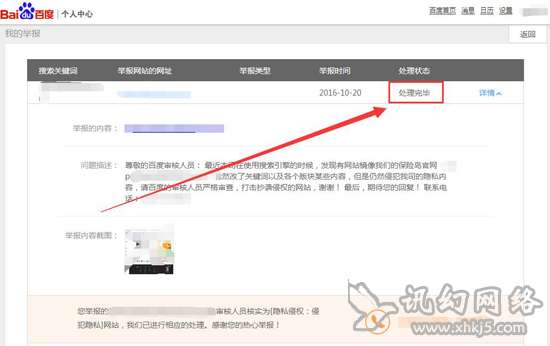 Bai du 百度 | 个人中心
百度首页 消息 日历 设置
我的举报
返回
搜索关键词 举报网站的网址 举报类型 举报时间 处理状态
2016-10-20 处理完毕 详情
举报的内容：
问题描述： 尊敬的百度审核人员： 最近本司在使用搜索引擎的时候，发现有网站镜像我们的保险岛官网
p 虽然改了关键词以及各个版块某些内容，但是仍然侵犯我司的隐私内
容，请百度的审核人员严格审查，打击抄袭侵权的网站，谢谢！ 最后，期待您的回复！ 联系电
话：
举报内容截图：
您举报的 审核人员核实为[隐私侵权：侵
犯隐私]网站，我们已进行相应的处理。感谢您的热心举报！
讯幻网络
www.xhkj5.com